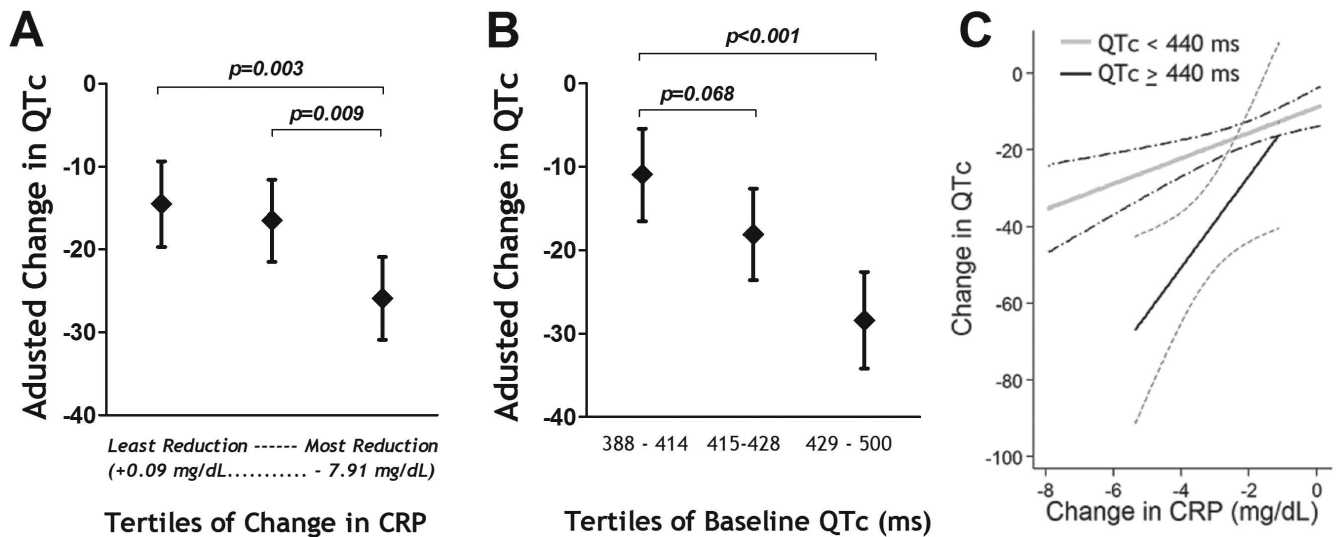 A
Adusted Change in QTc
0
-10
-20
-30
-40
p=0.003
p=0.009
Least Reduction ------ Most Reduction
(+0.09 mg/dL.......... - 7.91 mg/dL)
Tertiles of Change in CRP
B
Adusted Change in QTc
0
-10
-20
-30
-40
p<0.001
p=0.068
388 - 414 415-428 429 - 500
Tertiles of Baseline QTc (ms)
C
QTc < 440 ms
QTc ≥ 440 ms
Change in QTc
0
-20
-40
-60
-80
-100
-8 -6 -4 -2 0
Change in CRP (mg/dL)